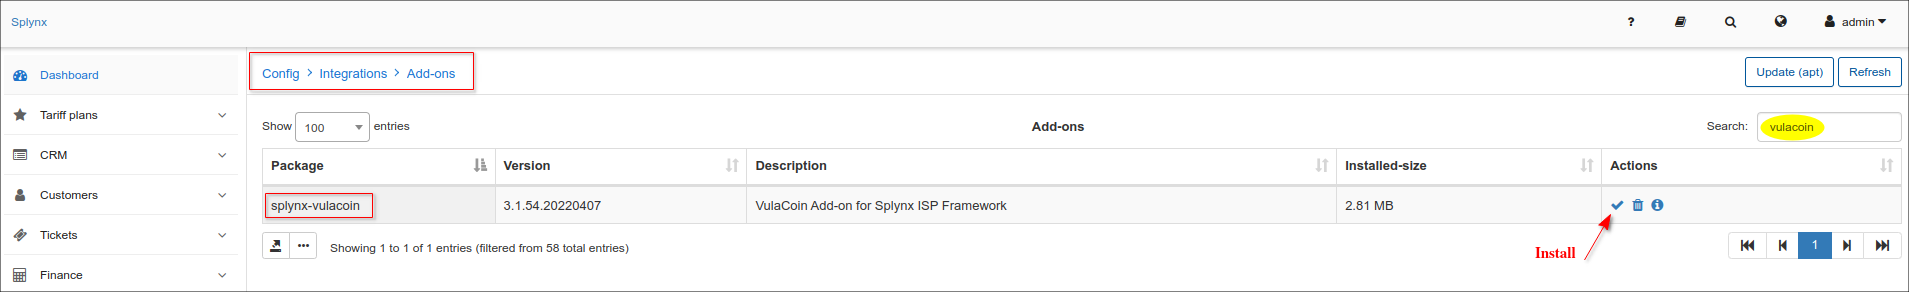 Splynx
? admin
Dashboard
Tariff plans
CRM
Customers
Tickets
Finance
Config > Integrations > Add-ons
Update (apt) Refresh
Show 100 entries
Add-ons
Search: vulacoin
Package Version Description Installed-size Actions
splynx-vulacoin 3.1.54.20220407 VulaCoin Add-on for Splynx ISP Framework 2.81 MB
Install
Showing 1 to 1 of 1 entries (filtered from 58 total entries)
1